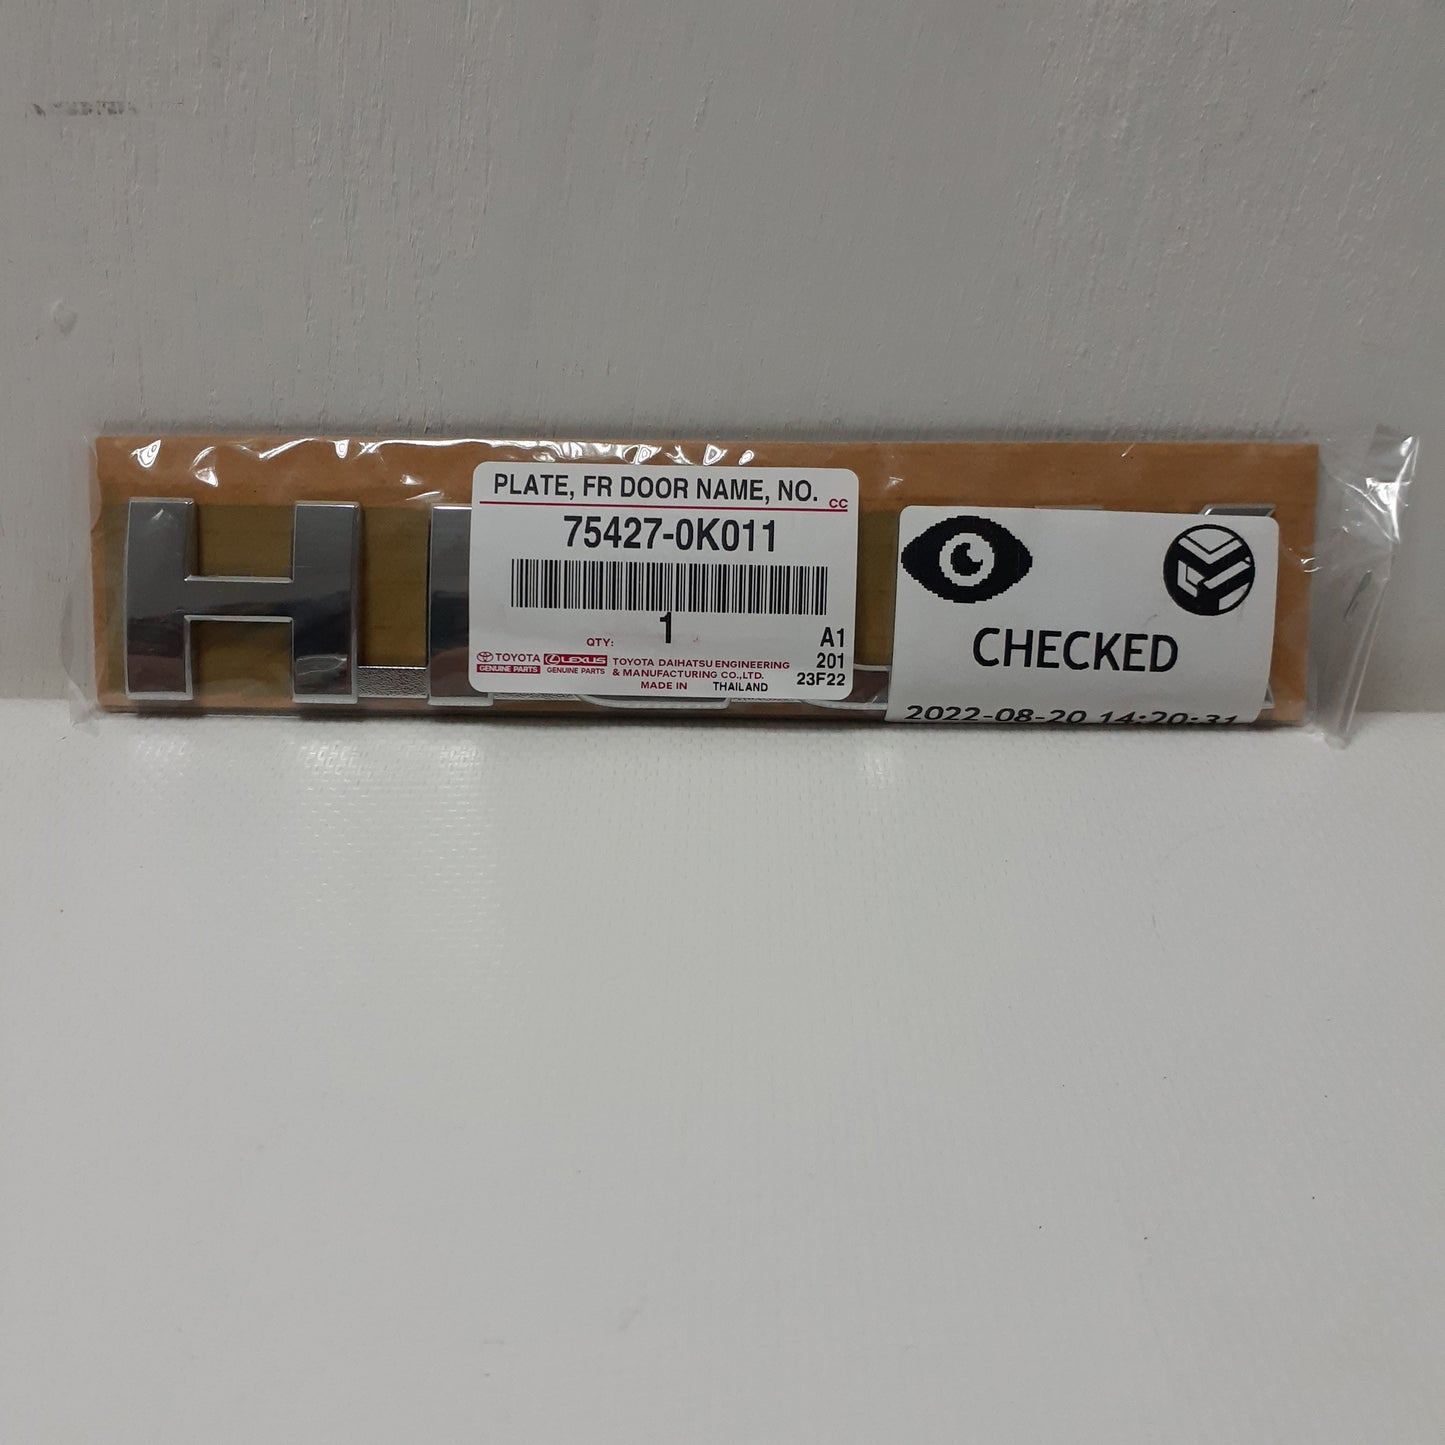 H I
PLATE, FR DOOR NAME, NO.
CC
75427-0K011
QTY: 1
A1
201
23F22
TOYOTA
GENUINE PARTS
LEXUS
GENUINE PARTS
TOYOTA DAIHATSU ENGINEERING
& MANUFACTURING CO.,LTD.
MADE IN THAILAND
CHECKED
2022-08-20 14:20:31